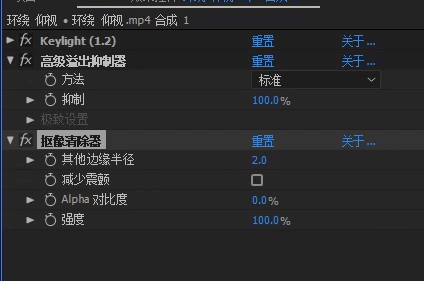 环绕 仰视 · 环绕 仰视.mp4 合成 1
fx Keylight (1.2) 重置 关于...
fx 高级溢出抑制器 重置 关于...
方法 标准
抑制 100.0%
极致设置
fx 抠像清除器 重置 关于...
其他边缘半径 2.0
减少震颤
Alpha 对比度 0.0%
强度 100.0%